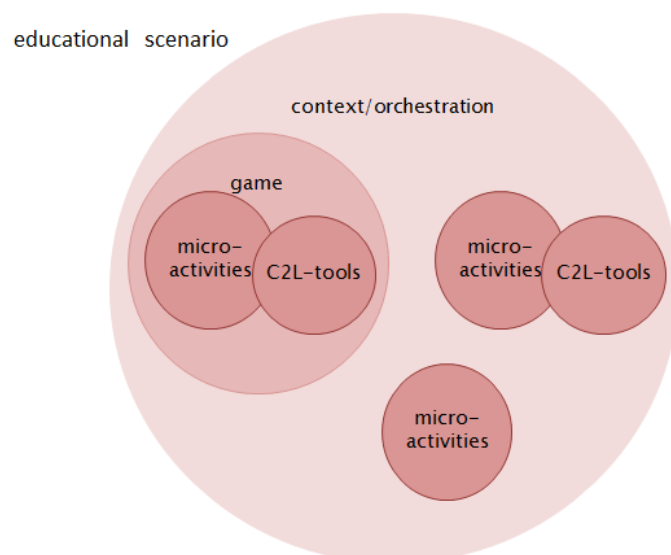 educational scenario
context/orchestration
game
micro-
activities
C2L-tools
micro-
activities
C2L-tools
micro-
activities